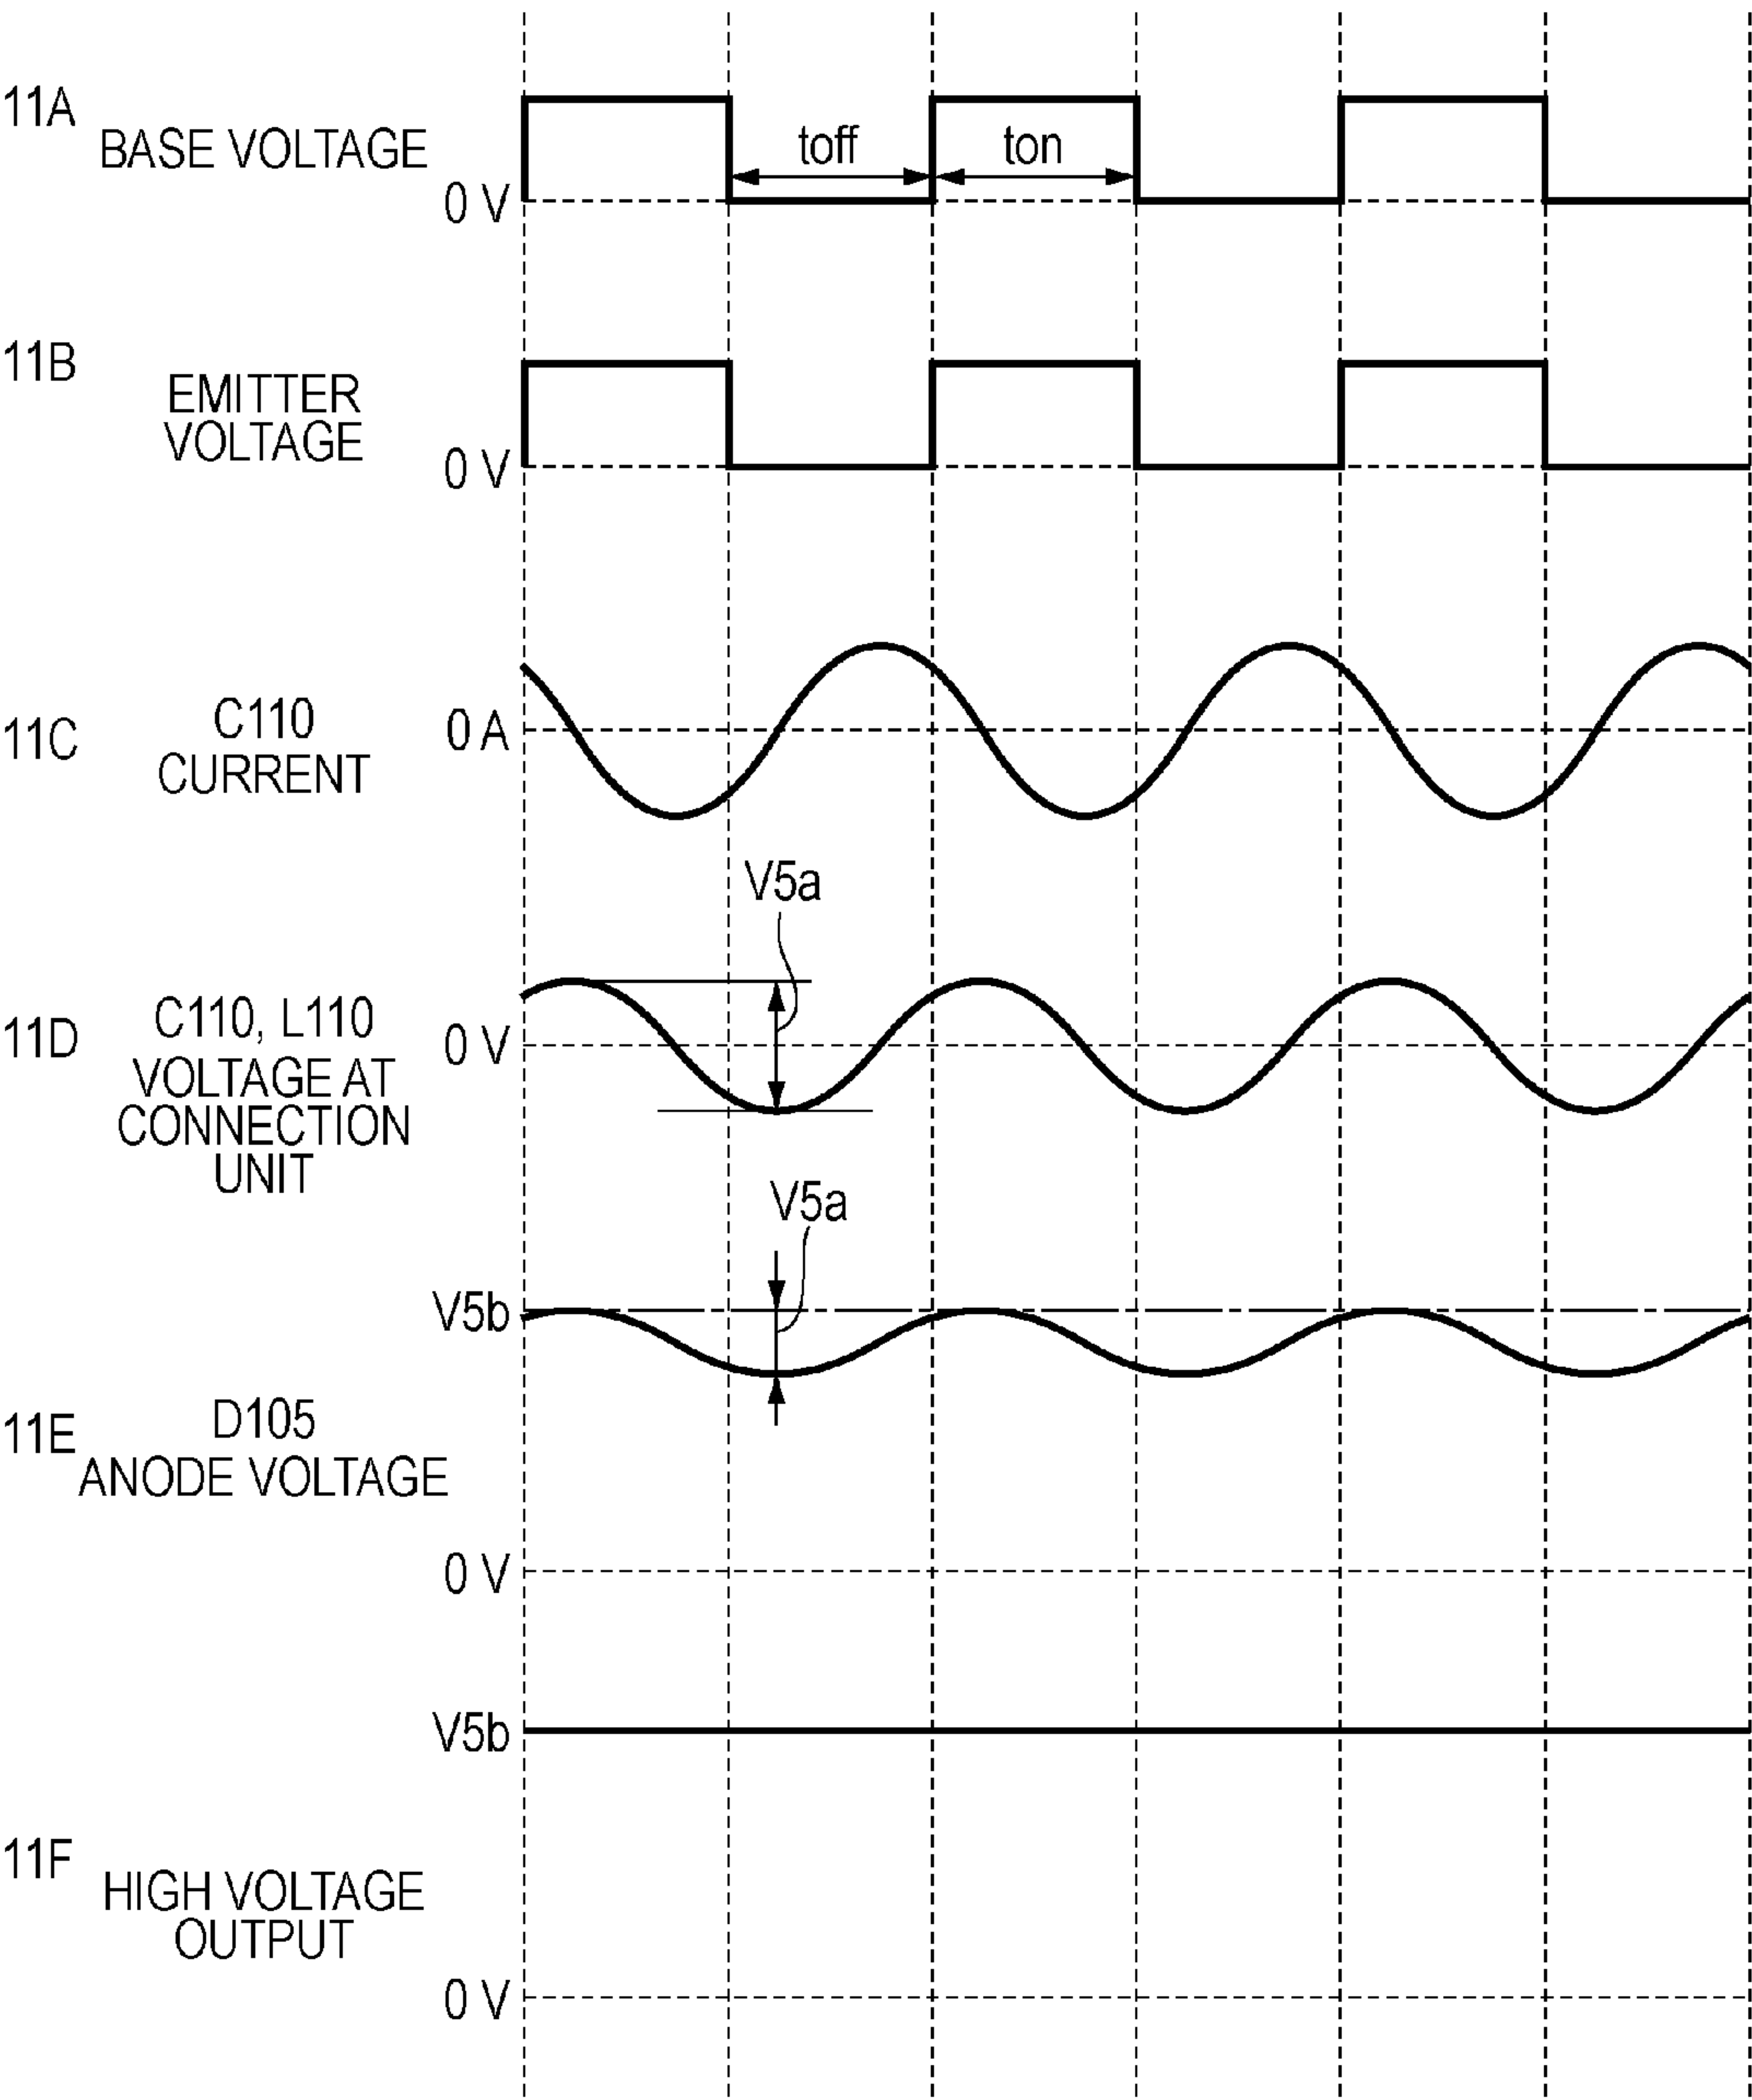 11A
BASE VOLTAGE
toff
ton
0 V
11B
EMITTER
VOLTAGE
0 V
11C
C110
CURRENT
0 A
V5a
11D
C110, L110
VOLTAGE AT
CONNECTION
UNIT
0 V
V5a
V5b
11E
D105
ANODE VOLTAGE
0 V
V5b
11F
HIGH VOLTAGE
OUTPUT
0 V